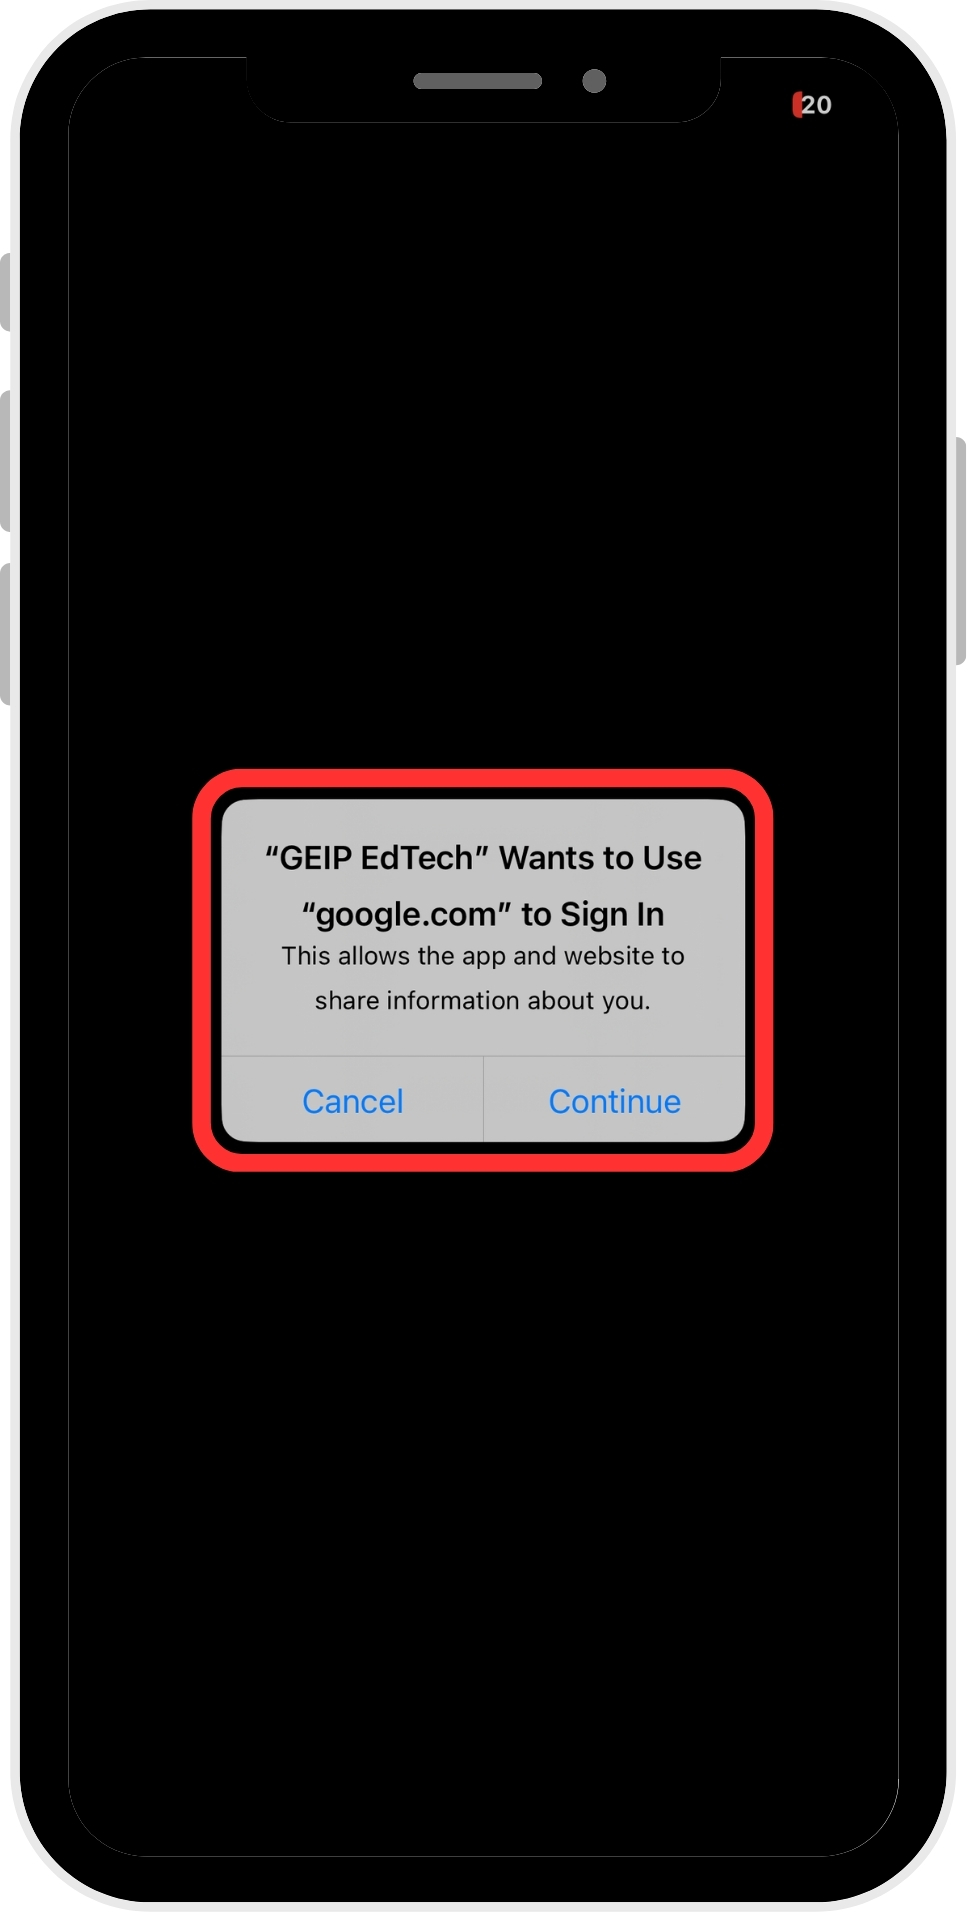 20
“GEIP EdTech” Wants to Use
“google.com” to Sign In
This allows the app and website to
share information about you.
Cancel
Continue